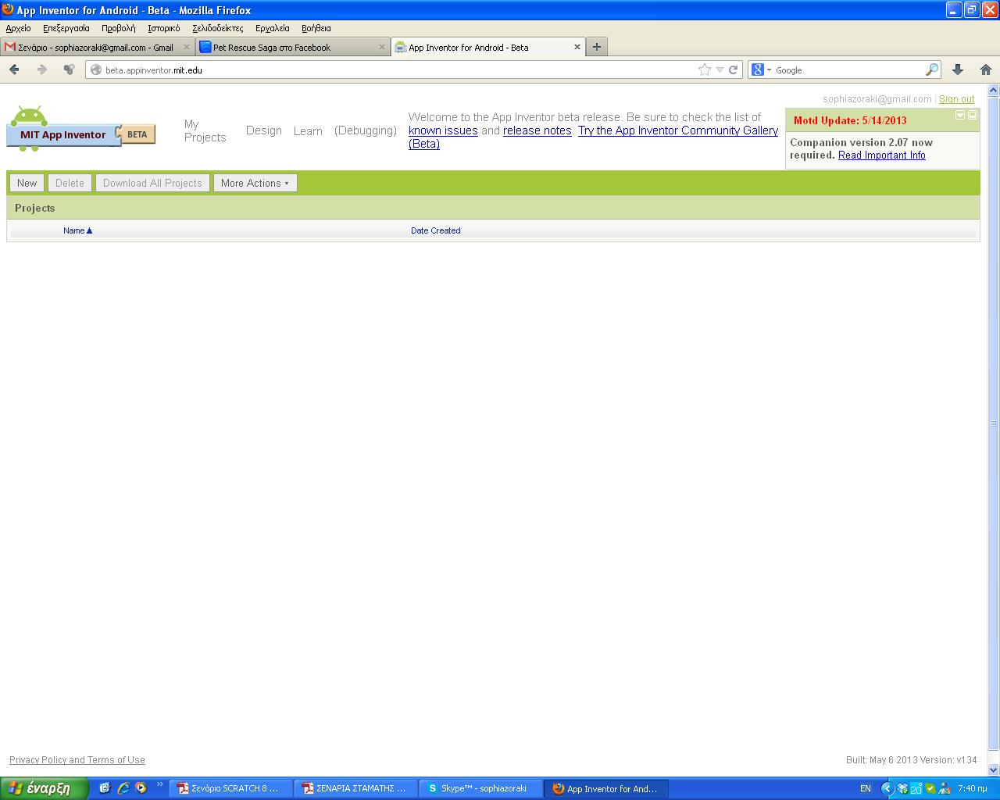 App Inventor for Android - Beta - Mozilla Firefox
Αρχείο Επεξεργασία Προβολή Ιστορικό Σελιδοδείκτες Εργαλεία Βοήθεια
Σενάριο - sophiazoraki@gmail.com - Gmail × Pet Rescue Saga στο Facebook × App Inventor for Android - Beta ×
beta.appinventor.mit.edu Google
sophiazoraki@gmail.com | Sign out
MIT App Inventor BETA
My
Projects
Design
Learn
(Debugging)
Welcome to the App Inventor beta release. Be sure to check the list of
known issues and release notes. Try the App Inventor Community Gallery
(Beta)
Motd Update: 5/14/2013
Companion version 2.07 now
required. Read Important Info
New Delete Download All Projects More Actions
Projects
Name Date Created
Privacy Policy and Terms of Use Built: May 6 2013 Version: v134
έναρξη Σενάρια SCRATCH 8 ... ΣΕΝΑΡΙΑ ΣΤΑΜΑΤΗΣ ... Skype™ - sophiazoraki App Inventor for And... EN 20 7:40 πμ